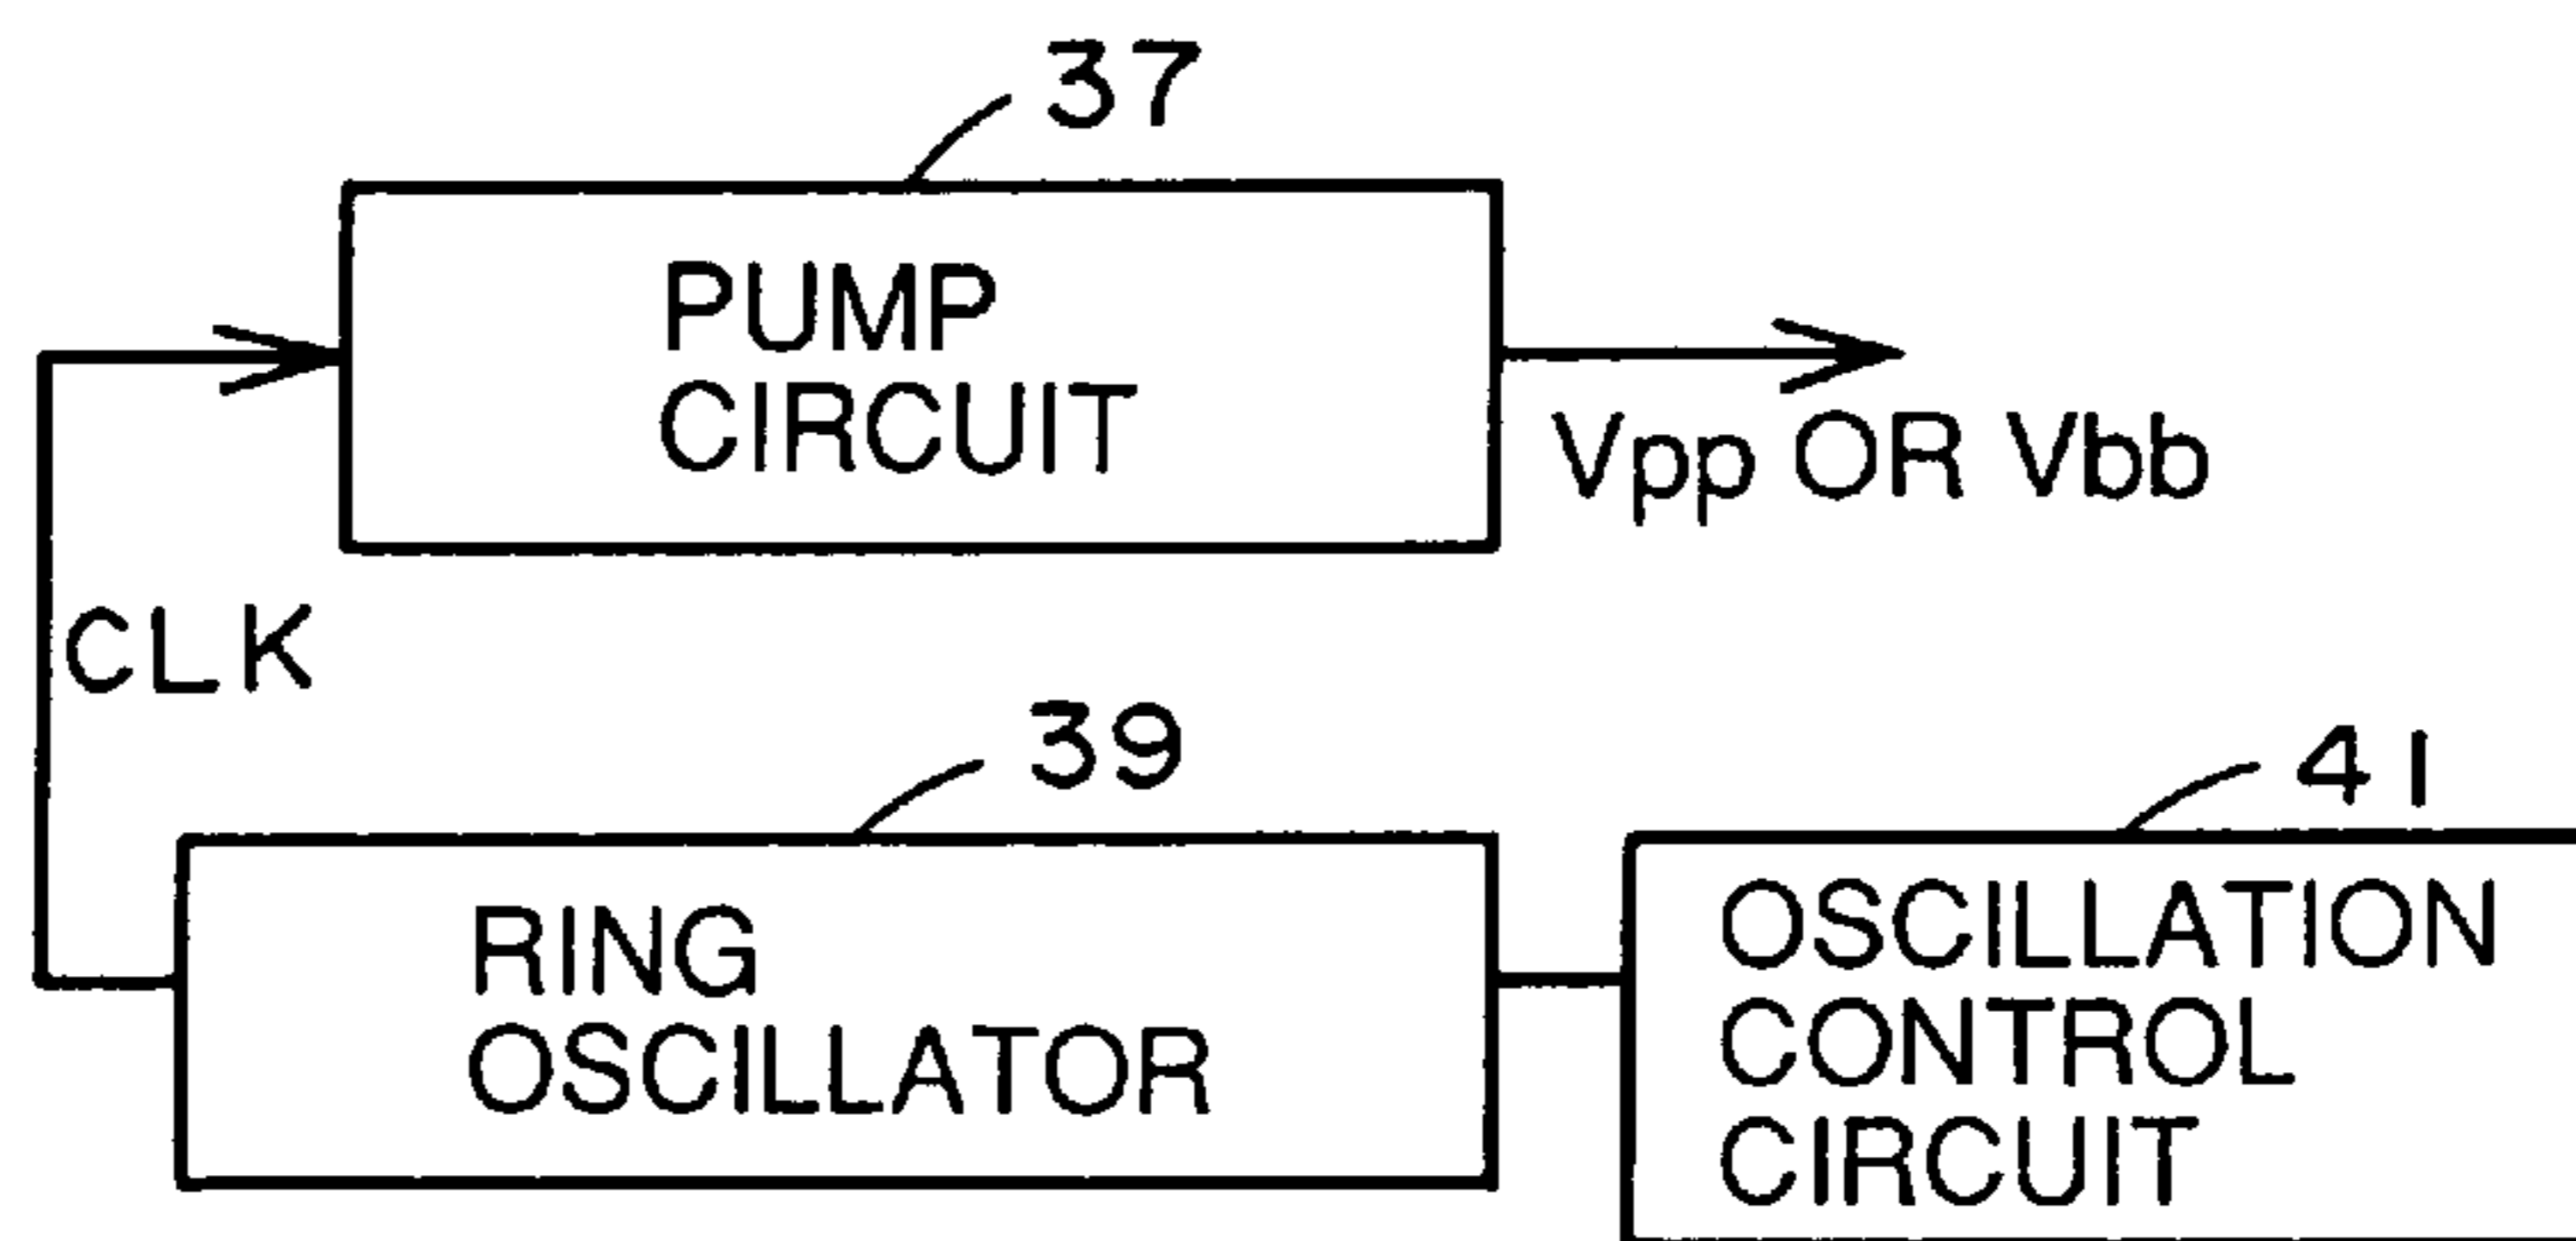 37
PUMP
CIRCUIT
Vpp OR Vbb
CLK
39
41
RING
OSCILLATOR
OSCILLATION
CONTROL
CIRCUIT